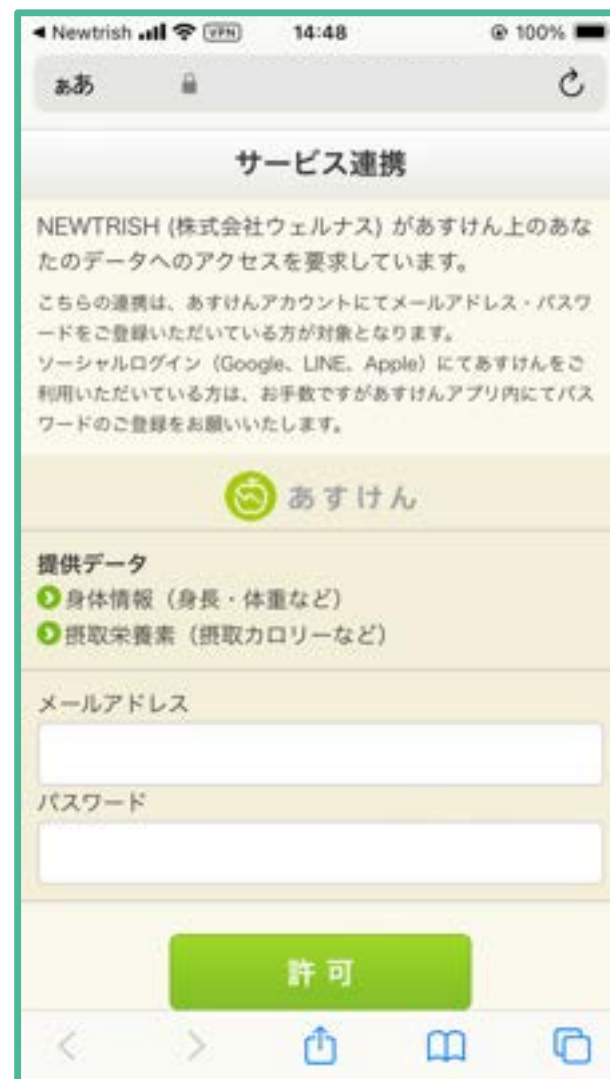 ◀ Newtrish VPN 14:48 100%
ぁあ
サービス連携
NEWTRISH (株式会社ウェルナス) があすけん上のあな
たのデータへのアクセスを要求しています。
こちらの連携は、あすけんアカウントにてメールアドレス・パスワ
ードをご登録いただいている方が対象となります。
ソーシャルログイン（Google、LINE、Apple）にてあすけんをご
利用いただいている方は、お手数ですがあすけんアプリ内にてパス
ワードのご登録をお願いいたします。
あすけん
提供データ
身体情報（身長・体重など）
摂取栄養素（摂取カロリーなど）
メールアドレス
パスワード
許可